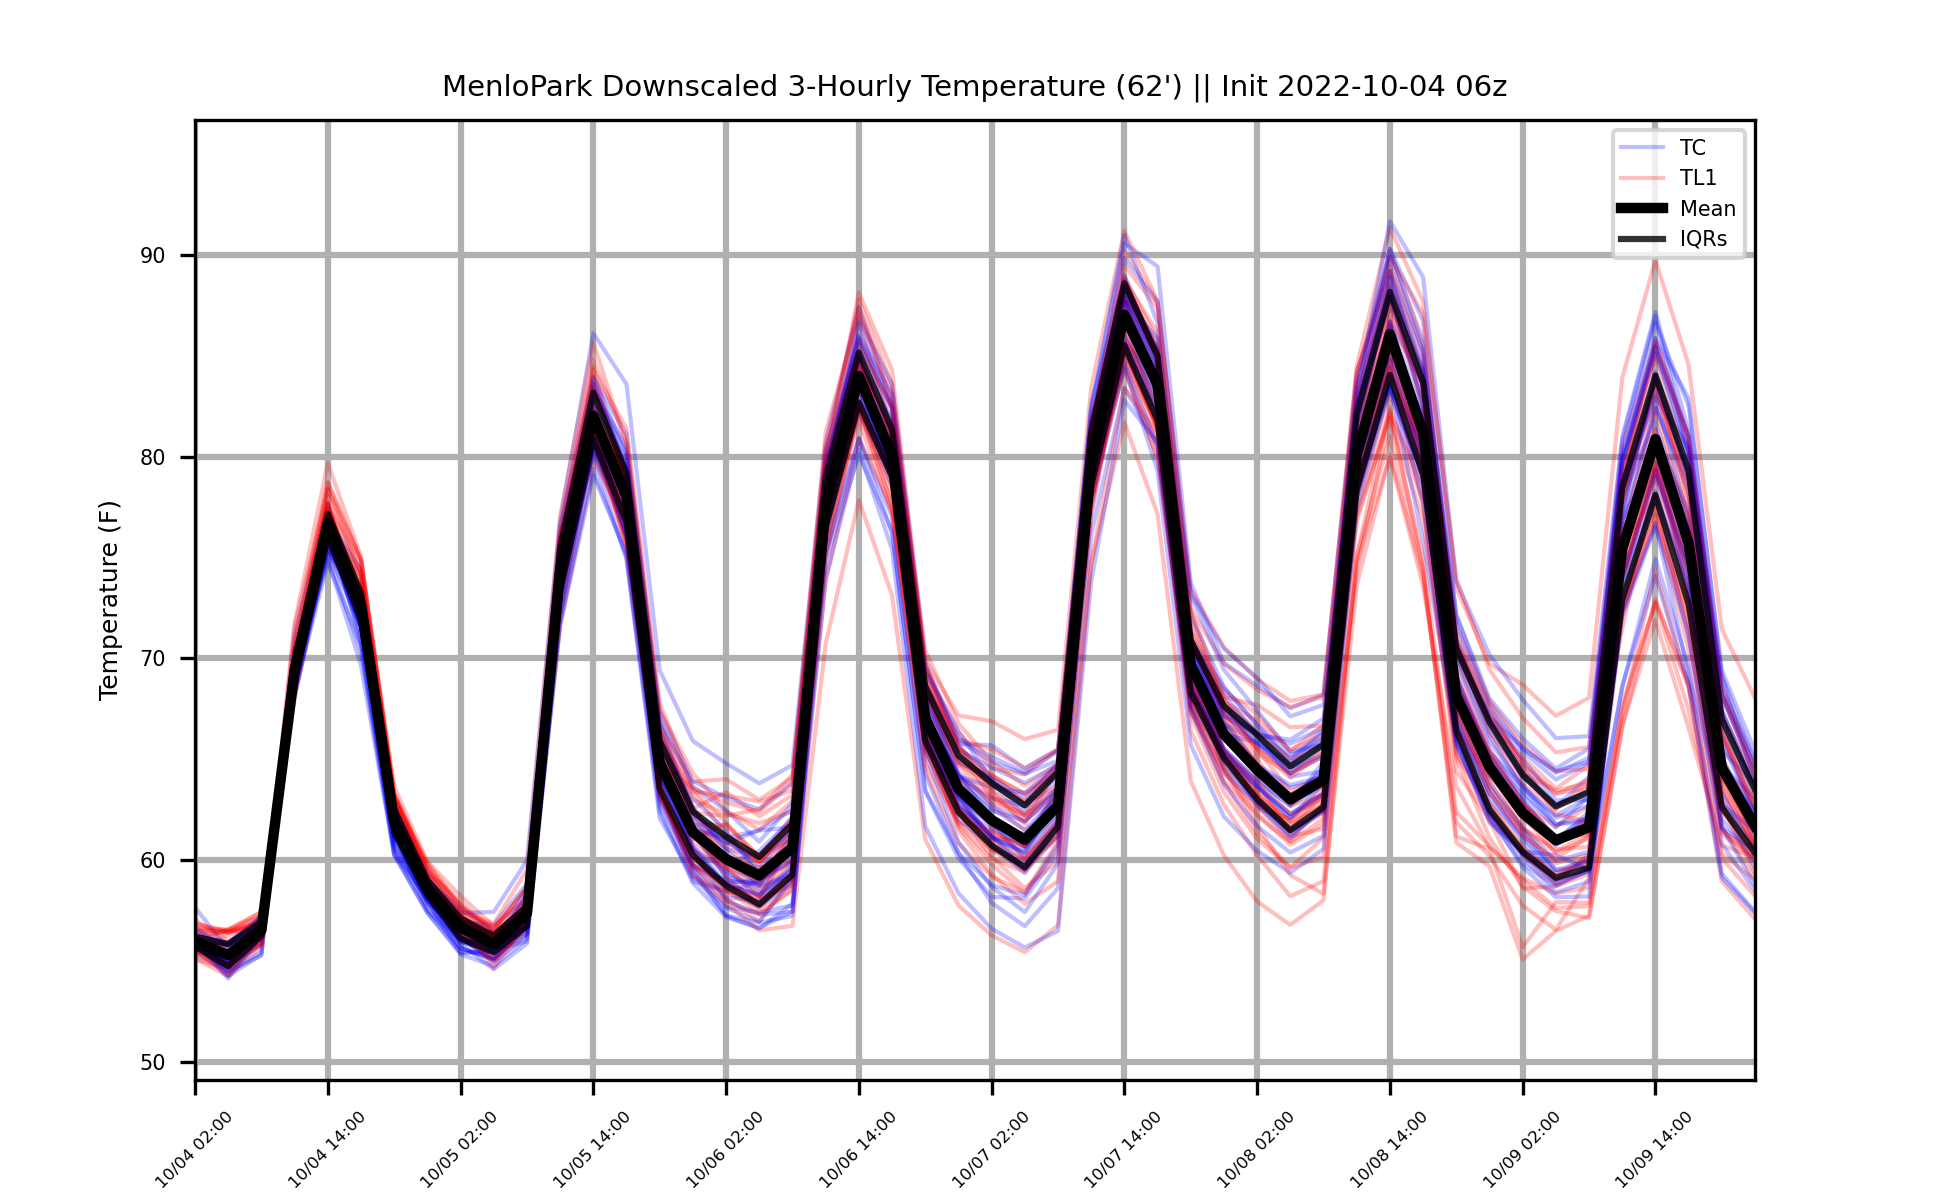 MenloPark Downscaled 3-Hourly Temperature (62') || Init 2022-10-04 06z
TC
TL1
Mean
IQRs
Temperature (F)
90
80
70
60
50
10/04 02:00
10/04 14:00
10/05 02:00
10/05 14:00
10/06 02:00
10/06 14:00
10/07 02:00
10/07 14:00
10/08 02:00
10/08 14:00
10/09 02:00
10/09 14:00